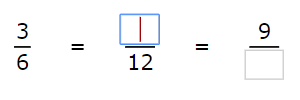 3/6 = /12 = 9/